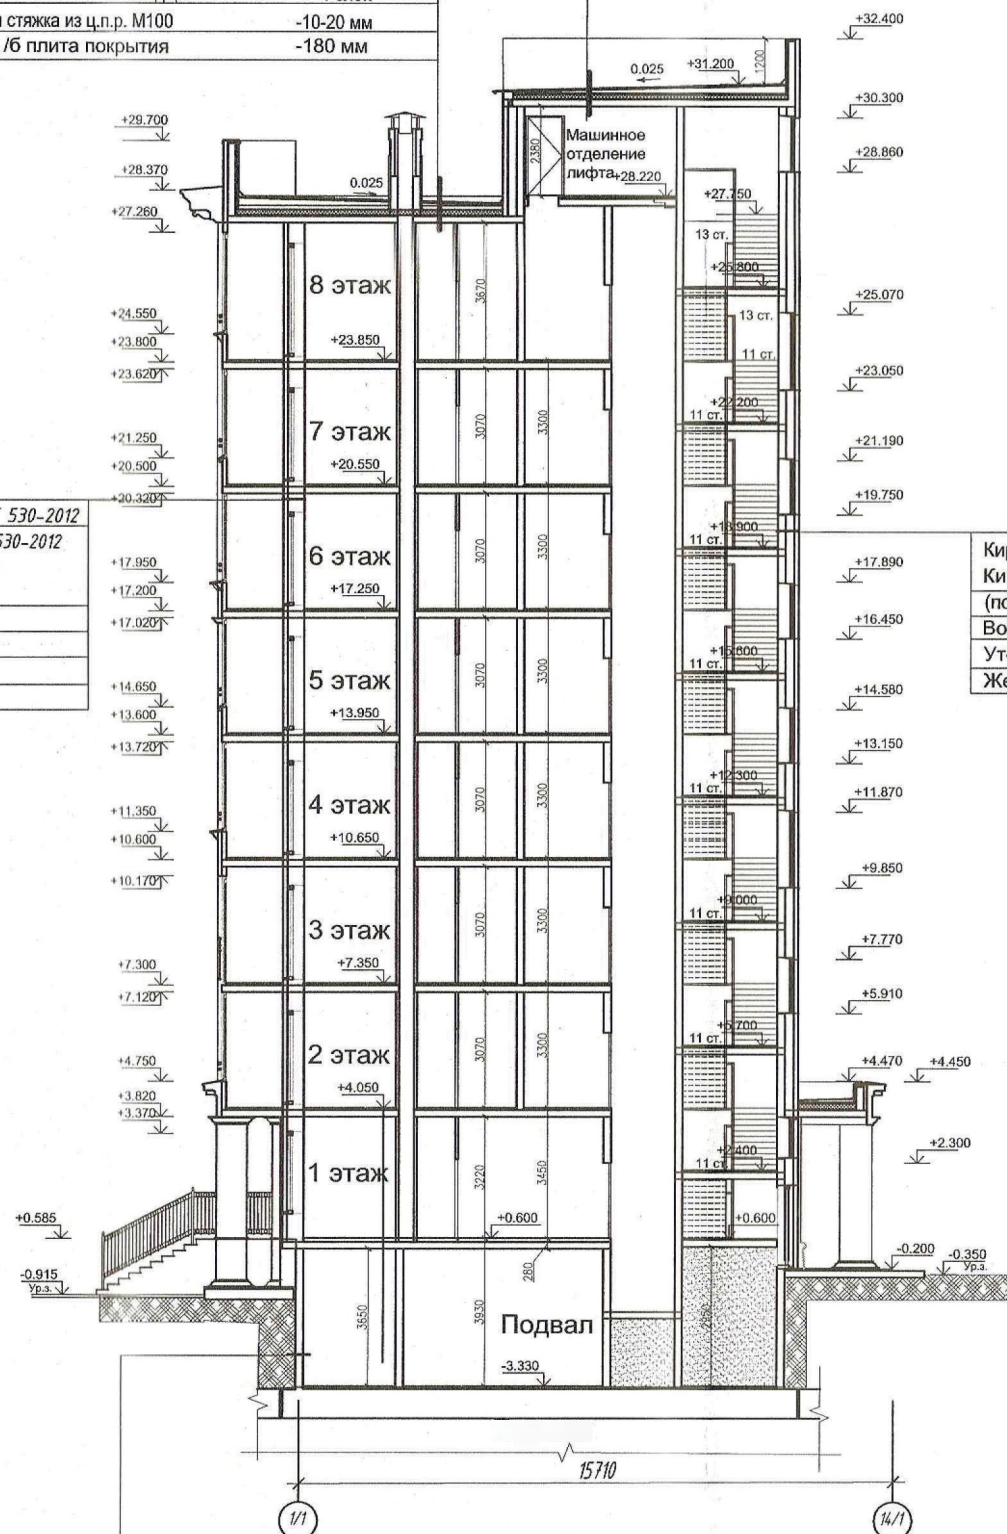 стяжка из ц.п.р. М100 -10-20 мм
/б плита покрытия -180 мм
+32.400
+31.200
0.025
1200
+30.300
+29.700
+28.860
+28.370
Машинное
отделение
лифта
2380
+28.220
+27.750
0.025
+27.260
13 ст.
+25.800
8 этаж
3670
+25.070
+24.550
13 ст.
+23.850
+23.800
11 ст.
+23.620
+23.050
7 этаж
3070
3300
+22.200
11 ст.
+21.250
+21.190
+20.550
+20.500
+20.320
+19.750
530-2012
530-2012
6 этаж
3070
3300
+18.900
11 ст.
+17.950
+17.890
+17.250
+17.200
+17.020
+16.450
5 этаж
3070
3300
+15.600
11 ст.
+14.650
+14.580
+13.950
+13.600
+13.720
+13.150
4 этаж
3070
3300
+12.300
11 ст.
+11.350
+11.870
+10.650
+10.600
+10.170
+9.850
3 этаж
3070
3300
+9.000
11 ст.
+7.770
+7.350
+7.300
+7.120
+5.910
2 этаж
3070
3300
+5.700
11 ст.
+4.750
+4.470
+4.450
+4.050
+3.820
+3.370
1 этаж
3220
3450
+2.400
11 ст.
+2.300
+0.585
+0.600
+0.600
-0.200
-0.350
Ур.з.
-0.915
Ур.з.
280
3650
3930
Подвал
-3.330
15710
1/1
14/1
Кир
Ки
(по
Во
Ут
Же